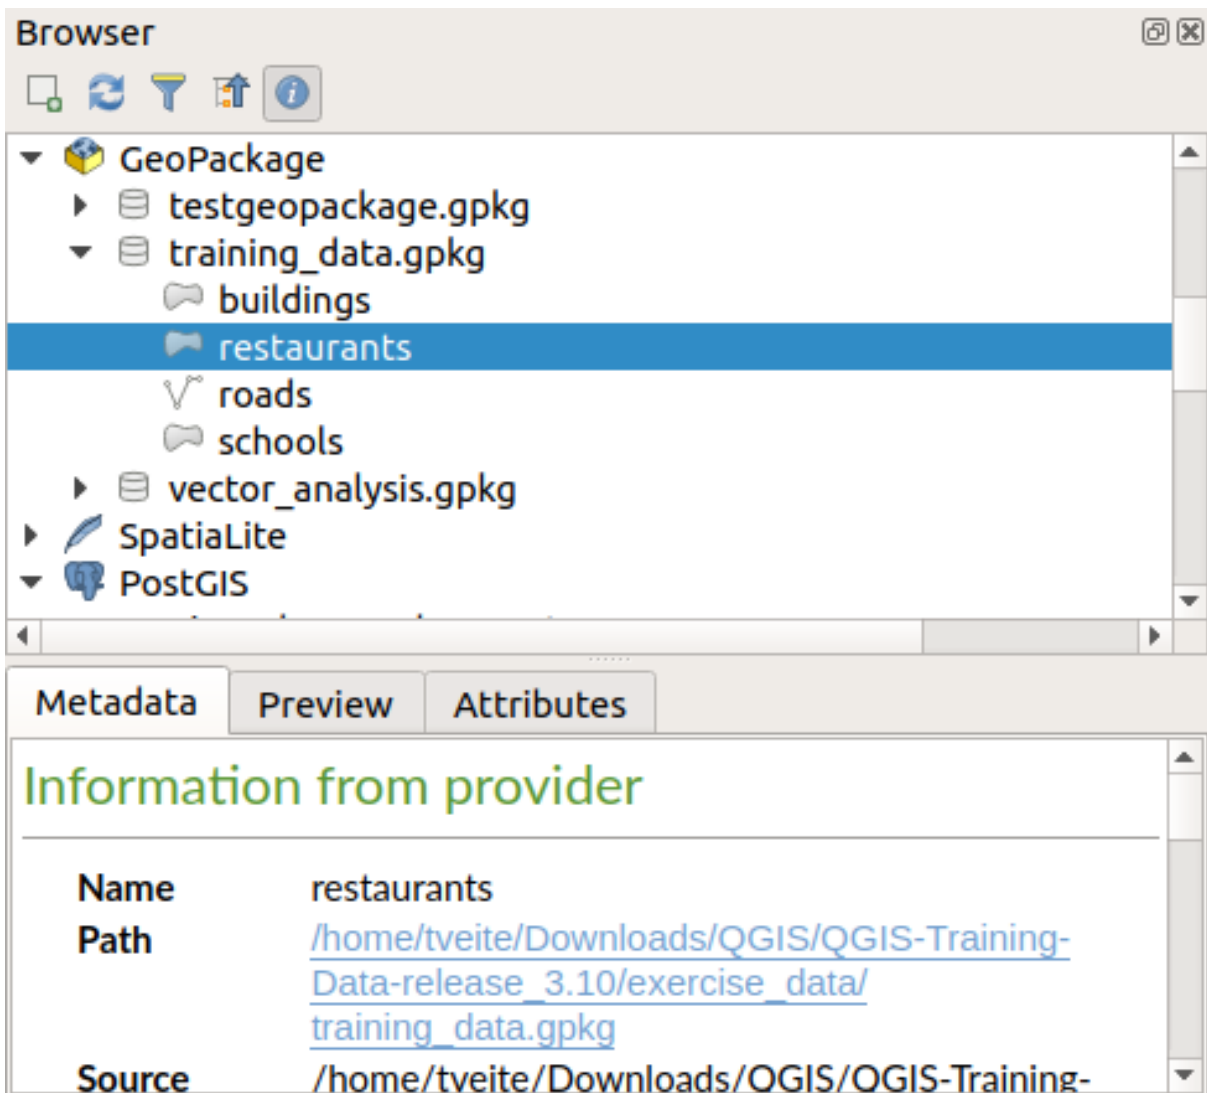 Browser
GeoPackage
testgeopackage.gpkg
training_data.gpkg
buildings
restaurants
roads
schools
vector_analysis.gpkg
SpatiaLite
PostGIS
Metadata Preview Attributes
Information from provider
Name restaurants
Path /home/tveite/Downloads/QGIS/QGIS-Training-
Data-release_3.10/exercise_data/
training_data.gpkg
Source /home/tveite/Downloads/QGIS/QGIS-Training-